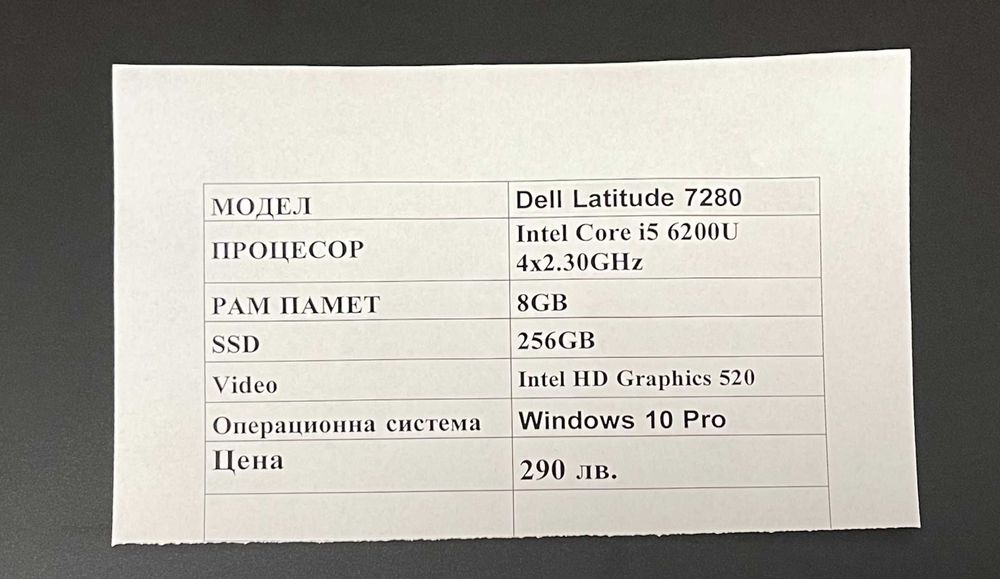 МОДЕЛ Dell Latitude 7280
ПРОЦЕСОР Intel Core i5 6200U
4x2.30GHz
РАМ ПАМЕТ 8GB
SSD 256GB
Video Intel HD Graphics 520
Операционна система Windows 10 Pro
Цена 290 лв.